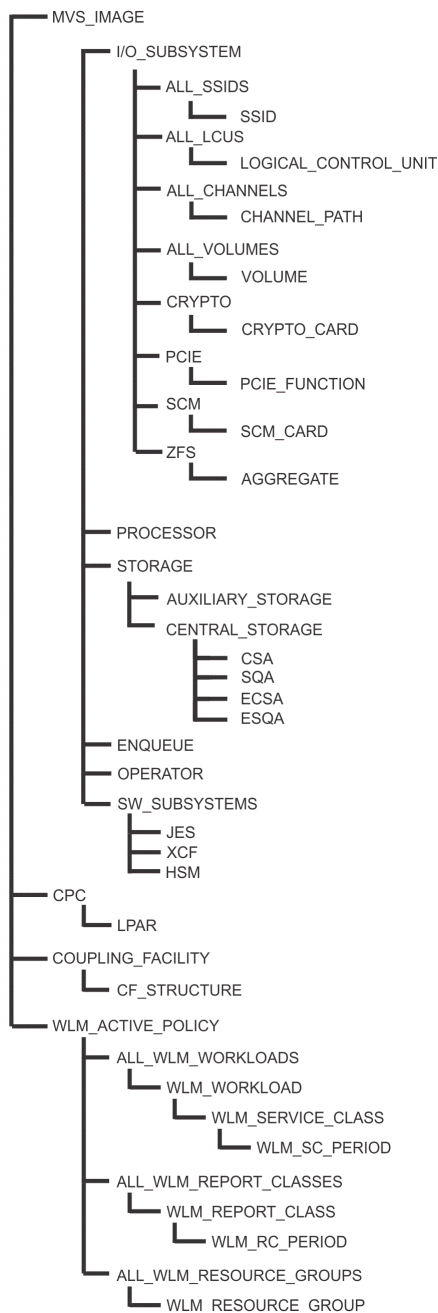 MVS_IMAGE
I/O_SUBSYSTEM
ALL_SSIDS
SSID
ALL_LCUS
LOGICAL_CONTROL_UNIT
ALL_CHANNELS
CHANNEL_PATH
ALL_VOLUMES
VOLUME
CRYPTO
CRYPTO_CARD
PCIE
PCIE_FUNCTION
SCM
SCM_CARD
ZFS
AGGREGATE
PROCESSOR
STORAGE
AUXILIARY_STORAGE
CENTRAL_STORAGE
CSA
SQA
ECSA
ESQA
ENQUEUE
OPERATOR
SW_SUBSYSTEMS
JES
XCF
HSM
CPC
LPAR
COUPLING_FACILITY
CF_STRUCTURE
WLM_ACTIVE_POLICY
ALL_WLM_WORKLOADS
WLM_WORKLOAD
WLM_SERVICE_CLASS
WLM_SC_PERIOD
ALL_WLM_REPORT_CLASSES
WLM_REPORT_CLASS
WLM_RC_PERIOD
ALL_WLM_RESOURCE_GROUPS
WLM_RESOURCE_GROUP